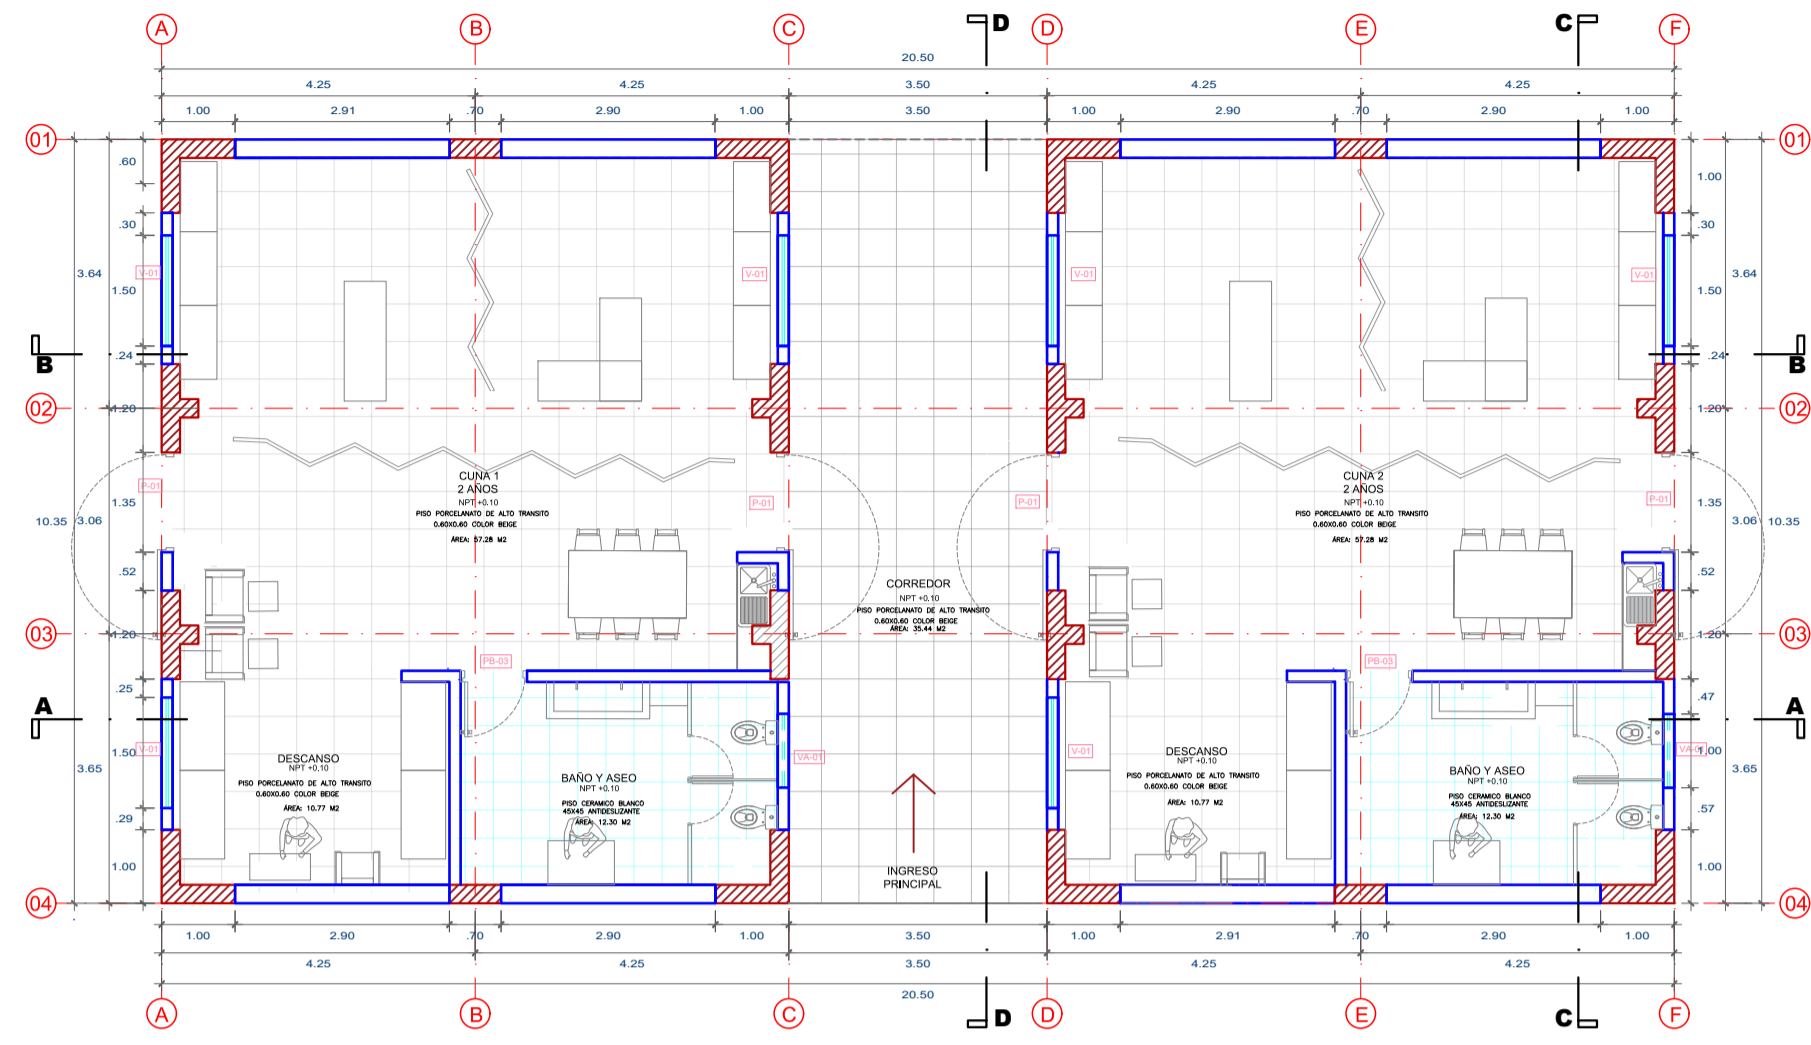 A B C D D E C F
20.50
4.25 4.25 3.50 4.25 4.25
1.00 2.91 .70 2.90 1.00 3.50 1.00 2.90 .70 2.90 1.00
01 01
.60 1.00
.30 .30
V-01 V-01 V-01 V-01
3.64 3.64
1.50 1.50
B .24 .24 B
02 1.20 1.20 02
CUNA 1
2 AÑOS
NPT +0.10
PISO PORCELANATO DE ALTO TRANSITO
0.60X0.60 COLOR BEIGE
ÁREA: 57.28 M2
CUNA 2
2 AÑOS
NPT +0.10
PISO PORCELANATO DE ALTO TRANSITO
0.60X0.60 COLOR BEIGE
ÁREA: 57.28 M2
P-01 P-01 P-01 P-01
1.35 1.35
10.35 3.06 3.06 10.35
.52 .52
CORREDOR
NPT +0.10
PISO PORCELANATO DE ALTO TRANSITO
0.60X0.60 COLOR BEIGE
ÁREA: 35.44 M2
03 1.20 1.20 03
PB-03 PB-03
.25 .47
A A
V-01 VA-01 V-01 VA-01
1.50 1.00
3.65 3.65
DESCANSO
NPT +0.10
PISO PORCELANATO DE ALTO TRANSITO
0.60X0.60 COLOR BEIGE
ÁREA: 10.77 M2
BAÑO Y ASEO
NPT +0.10
PISO CERAMICO BLANCO
45X45 ANTIDESLIZANTE
ÁREA: 12.30 M2
DESCANSO
NPT +0.10
PISO PORCELANATO DE ALTO TRANSITO
0.60X0.60 COLOR BEIGE
ÁREA: 10.77 M2
BAÑO Y ASEO
NPT +0.10
PISO CERAMICO BLANCO
45X45 ANTIDESLIZANTE
ÁREA: 12.30 M2
.29 .57
1.00 1.00
INGRESO
PRINCIPAL
04 04
1.00 2.90 .70 2.90 1.00 3.50 1.00 2.91 .70 2.90 1.00
4.25 4.25 3.50 4.25 4.25
20.50
A B C D D E C F